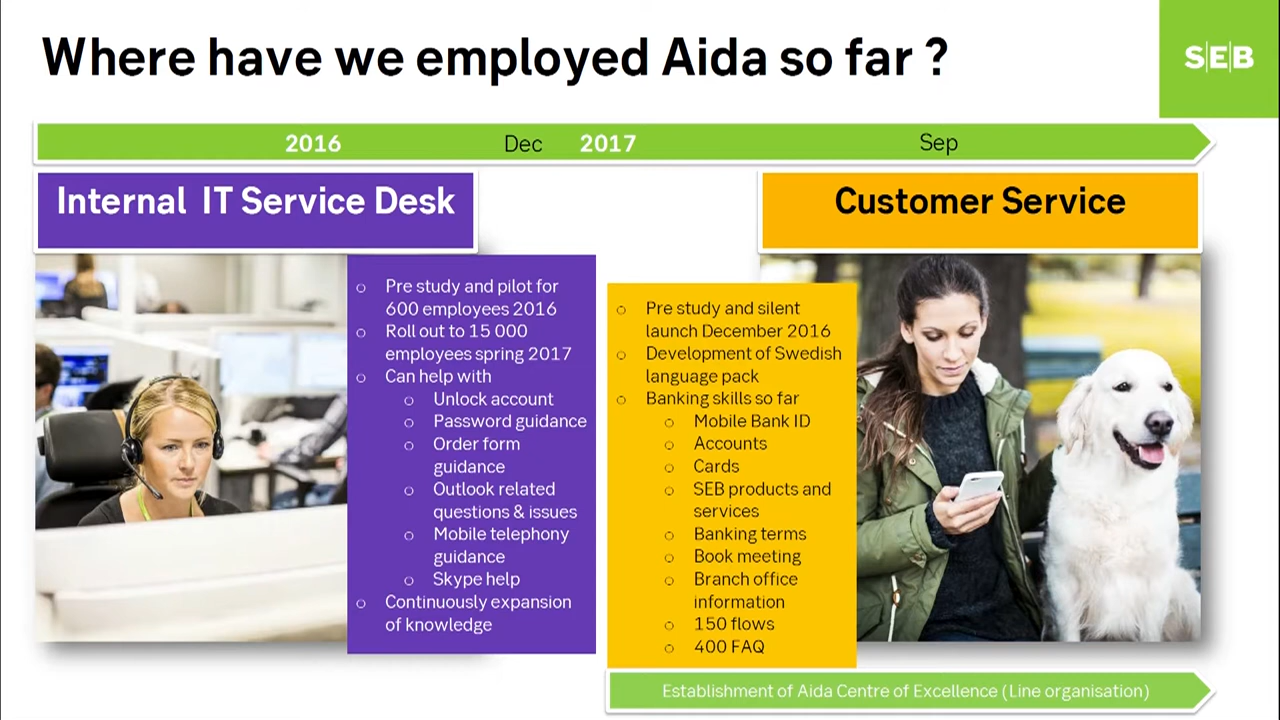 Where have we employed Aida so far ?
S|E|B
2016 Dec 2017 Sep
Internal IT Service Desk
Customer Service
○ Pre study and pilot for
600 employees 2016
○ Roll out to 15 000
employees spring 2017
○ Can help with
○ Unlock account
○ Password guidance
○ Order form
guidance
○ Outlook related
questions & issues
○ Mobile telephony
guidance
○ Skype help
○ Continuously expansion
of knowledge
○ Pre study and silent
launch December 2016
○ Development of Swedish
language pack
○ Banking skills so far
○ Mobile Bank ID
○ Accounts
○ Cards
○ SEB products and
services
○ Banking terms
○ Book meeting
○ Branch office
information
○ 150 flows
○ 400 FAQ
Establishment of Aida Centre of Excellence (Line organisation)